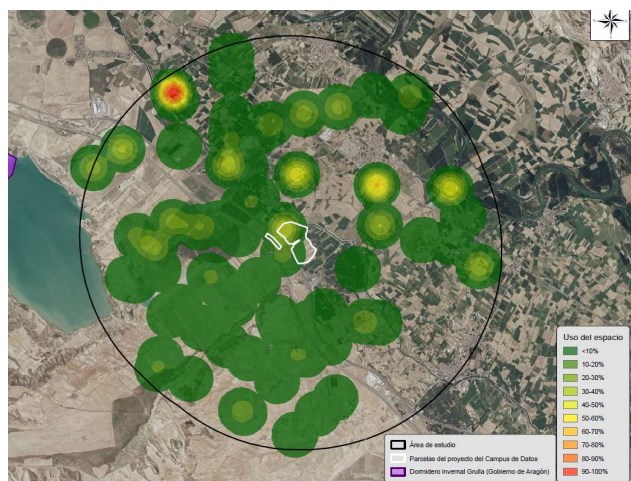 Uso del espacio
<10%
10-20%
20-30%
30-40%
40-50%
50-60%
60-70%
70-80%
80-90%
90-100%
Área de estudio
Parcelas del proyecto del Campus de Datos
Dormidero invernal Grulla (Gobierno de Aragón)